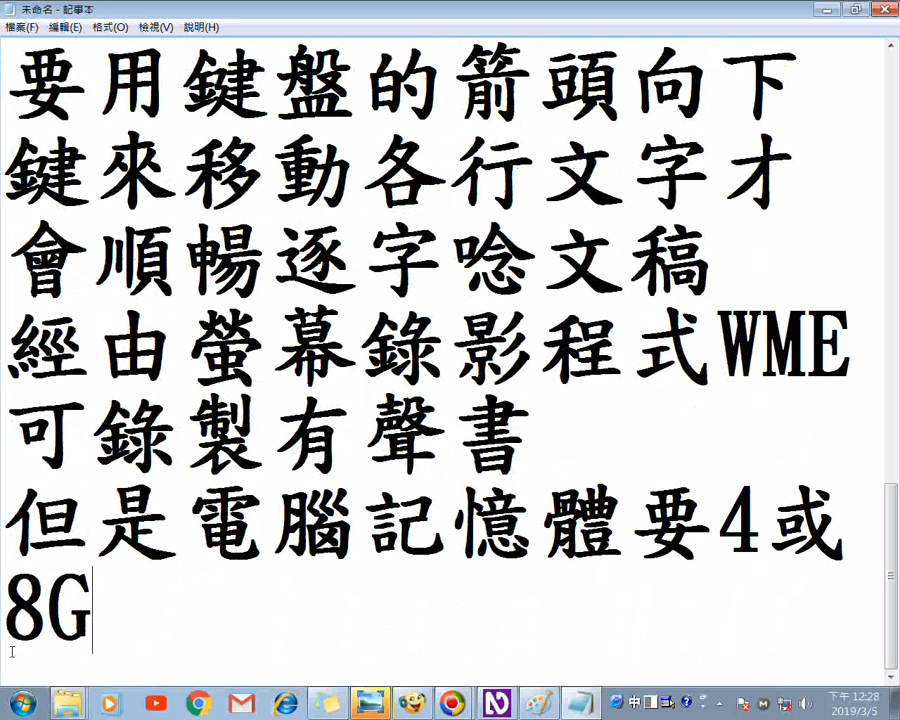 未命名 - 記事本
檔案(F) 編輯(E) 格式(O) 檢視(V) 說明(H)
要用鍵盤的箭頭向下
鍵來移動各行文字才
會順暢逐字唸文稿
經由螢幕錄影程式WME
可錄製有聲書
但是電腦記憶體要4或
8G
中
下午 12:28
2019/3/5